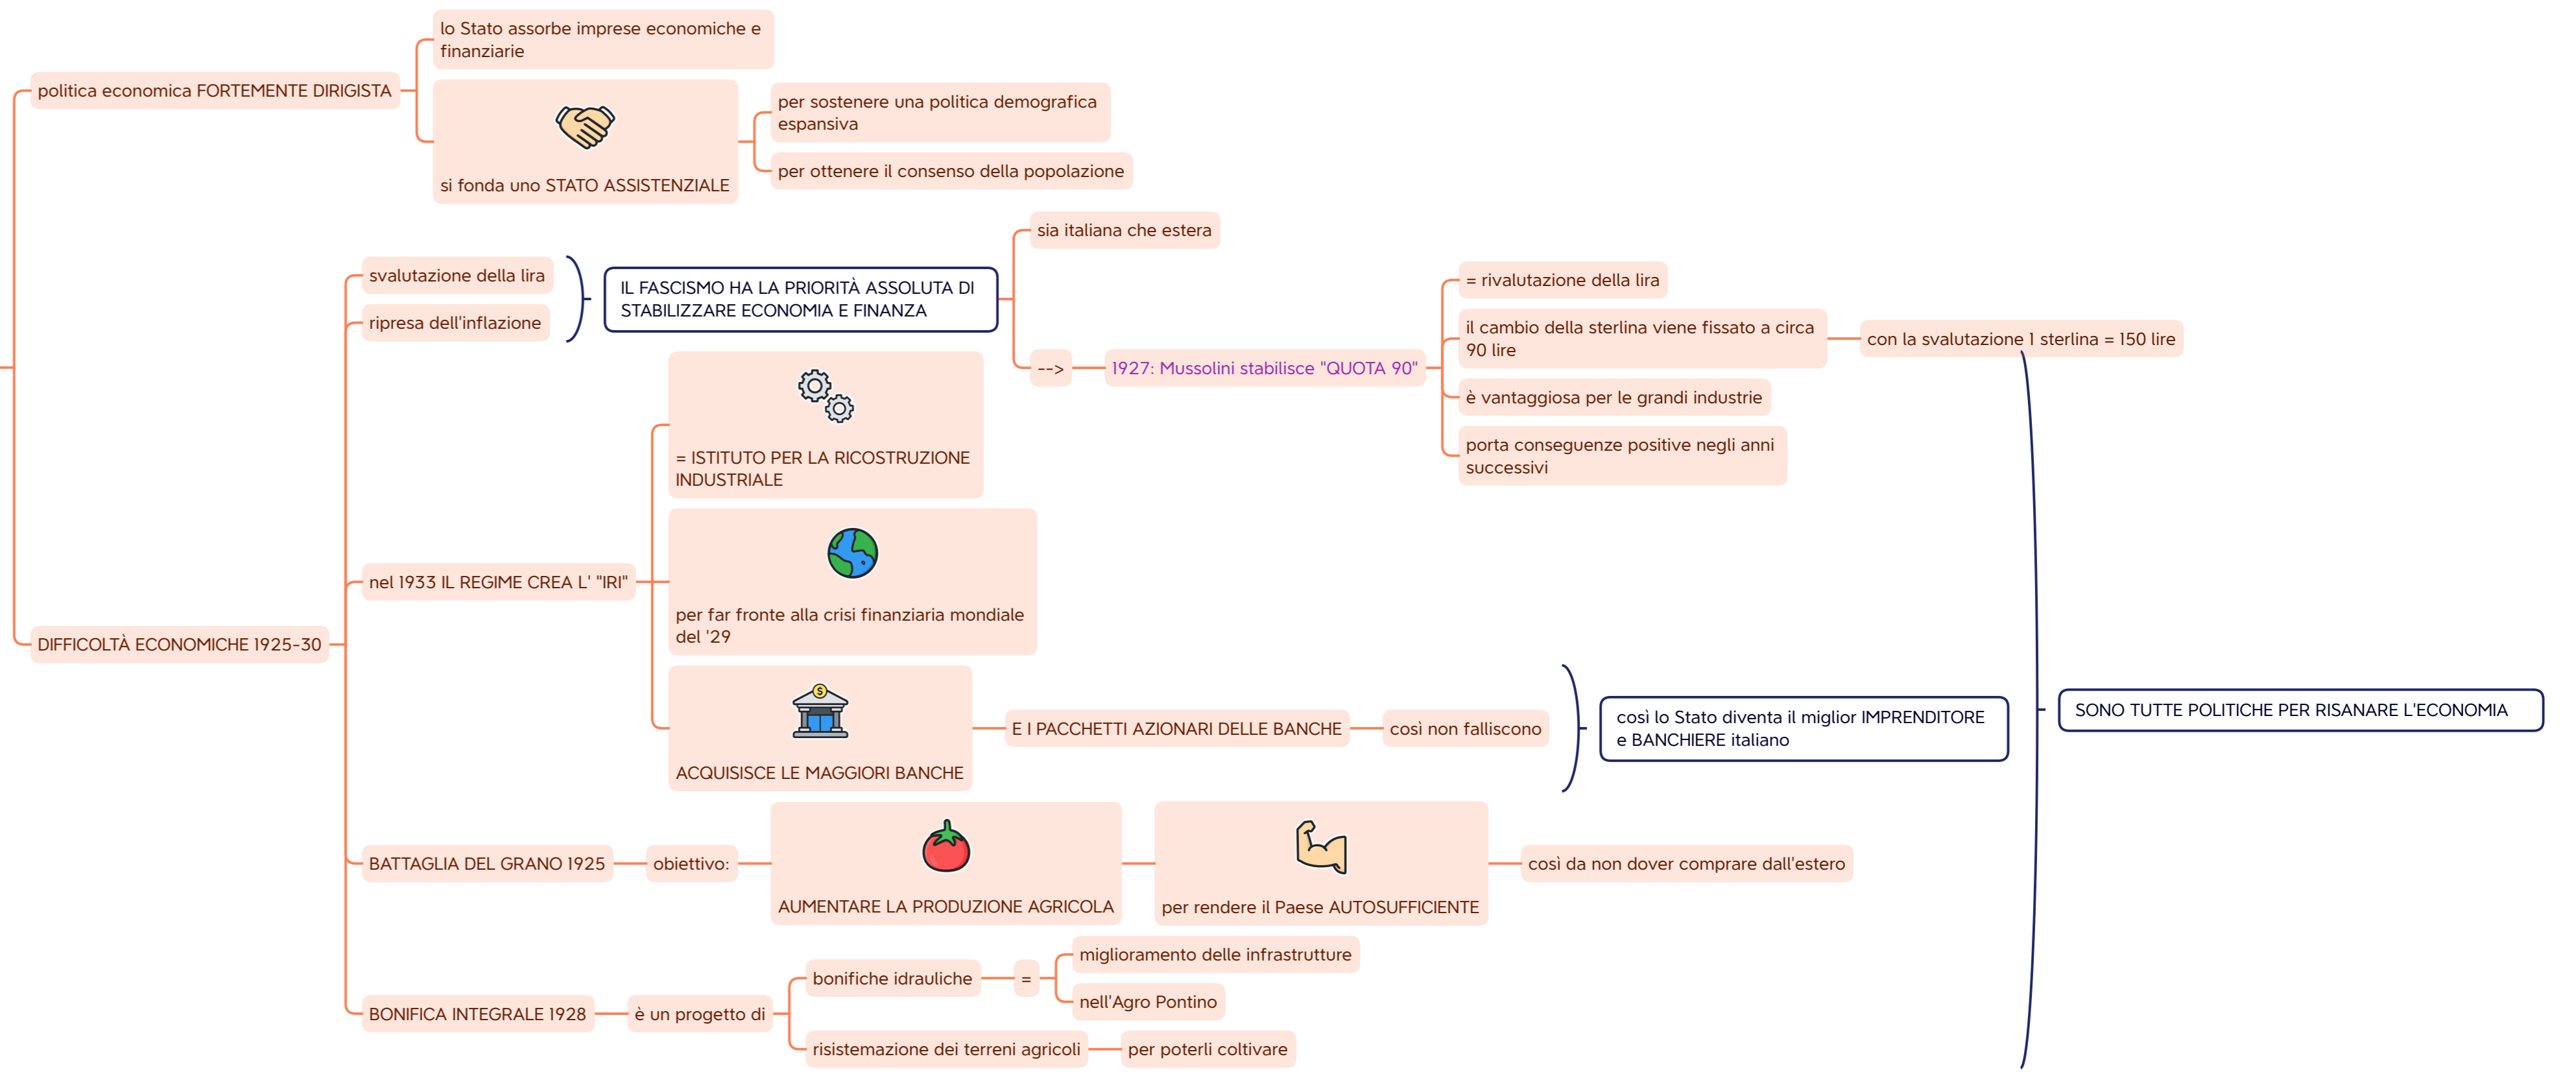 politica economica FORTEMENTE DIRIGISTA
lo Stato assorbe imprese economiche e
finanziarie
si fonda uno STATO ASSISTENZIALE
per sostenere una politica demografica
espansiva
per ottenere il consenso della popolazione
DIFFICOLTÀ ECONOMICHE 1925-30
svalutazione della lira
ripresa dell'inflazione
IL FASCISMO HA LA PRIORITÀ ASSOLUTA DI
STABILIZZARE ECONOMIA E FINANZA
sia italiana che estera
-->
1927: Mussolini stabilisce "QUOTA 90"
= rivalutazione della lira
il cambio della sterlina viene fissato a circa
90 lire
con la svalutazione 1 sterlina = 150 lire
è vantaggiosa per le grandi industrie
porta conseguenze positive negli anni
successivi
nel 1933 IL REGIME CREA L' "IRI"
= ISTITUTO PER LA RICOSTRUZIONE
INDUSTRIALE
per far fronte alla crisi finanziaria mondiale
del '29
$
ACQUISISCE LE MAGGIORI BANCHE
E I PACCHETTI AZIONARI DELLE BANCHE
così non falliscono
così lo Stato diventa il miglior IMPRENDITORE
e BANCHIERE italiano
BATTAGLIA DEL GRANO 1925
obiettivo:
AUMENTARE LA PRODUZIONE AGRICOLA
per rendere il Paese AUTOSUFFICIENTE
così da non dover comprare dall'estero
BONIFICA INTEGRALE 1928
è un progetto di
bonifiche idrauliche
=
miglioramento delle infrastrutture
nell'Agro Pontino
risistemazione dei terreni agricoli
per poterli coltivare
SONO TUTTE POLITICHE PER RISANARE L'ECONOMIA